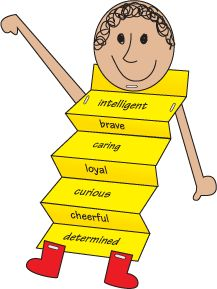 intelligent
brave
caring
loyal
curious
cheerful
determined